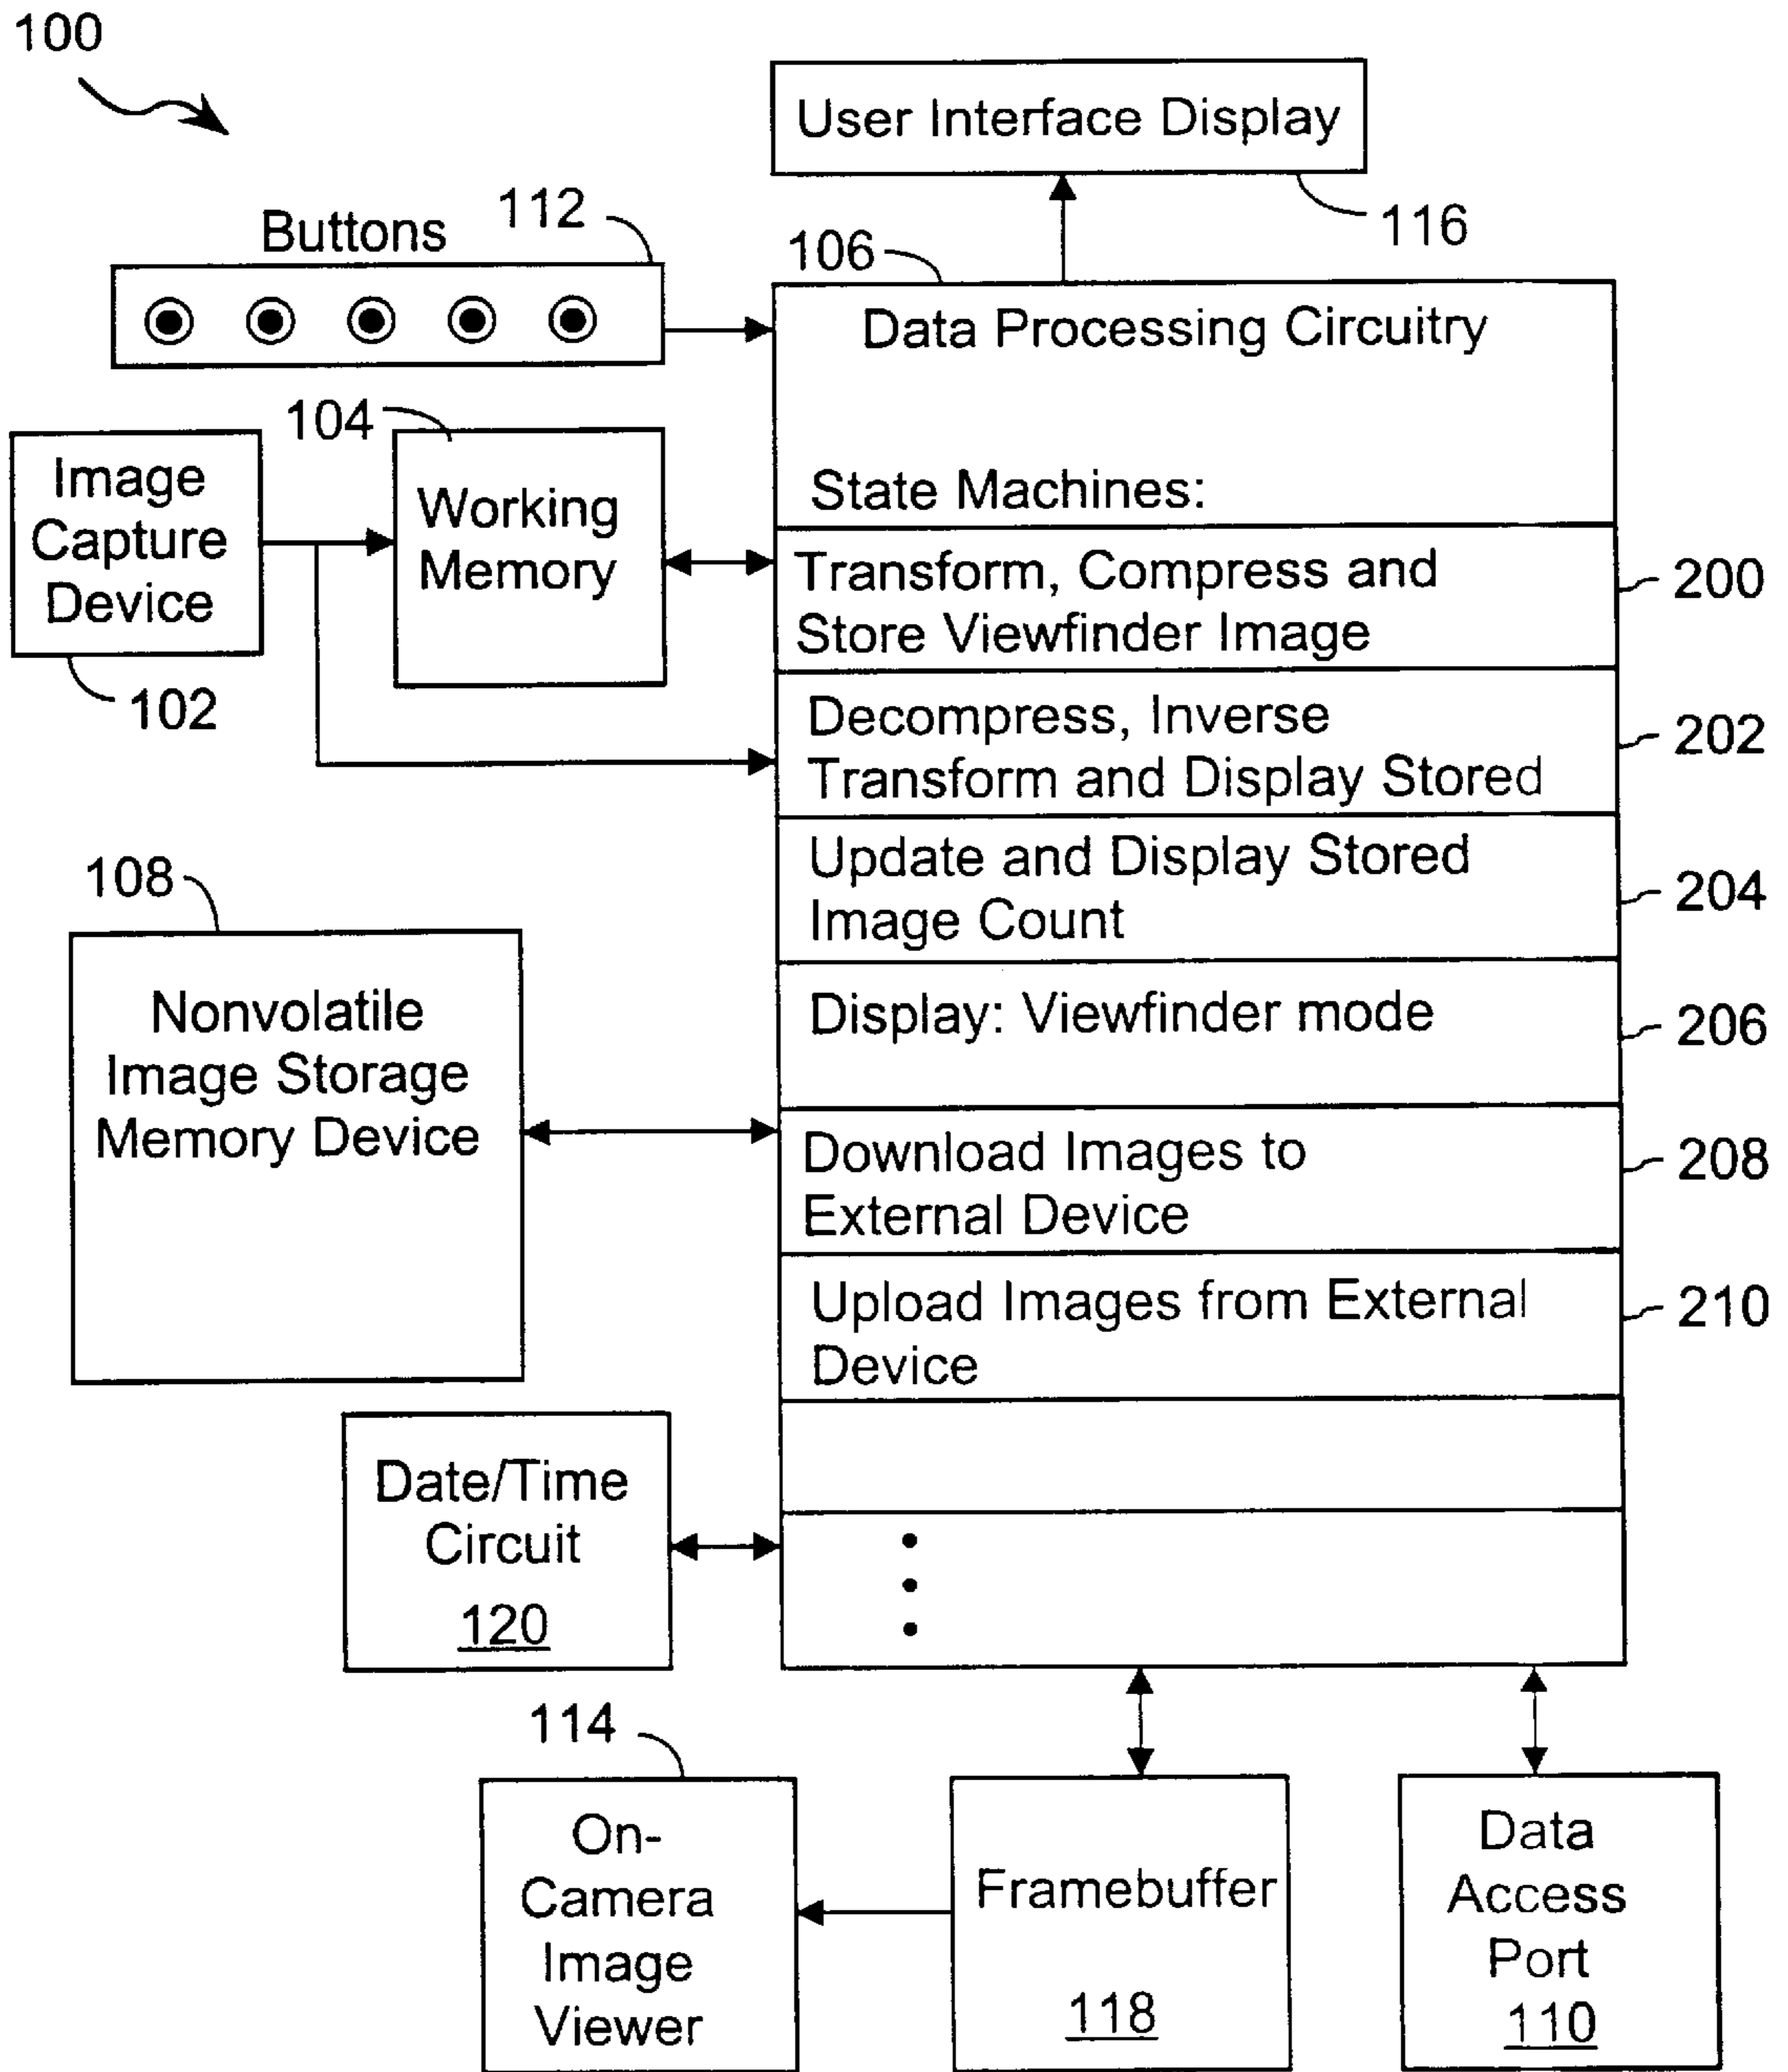 100
User Interface Display
116
Buttons
112
106
Data Processing Circuitry
State Machines:
104
Image
Capture
Device
102
Working
Memory
Transform, Compress and
Store Viewfinder Image
200
Decompress, Inverse
Transform and Display Stored
202
Update and Display Stored
Image Count
204
108
Nonvolatile
Image Storage
Memory Device
Display: Viewfinder mode
206
Download Images to
External Device
208
Upload Images from External
Device
210
Date/Time
Circuit
120
114
On-
Camera
Image
Viewer
Framebuffer
118
Data
Access
Port
110